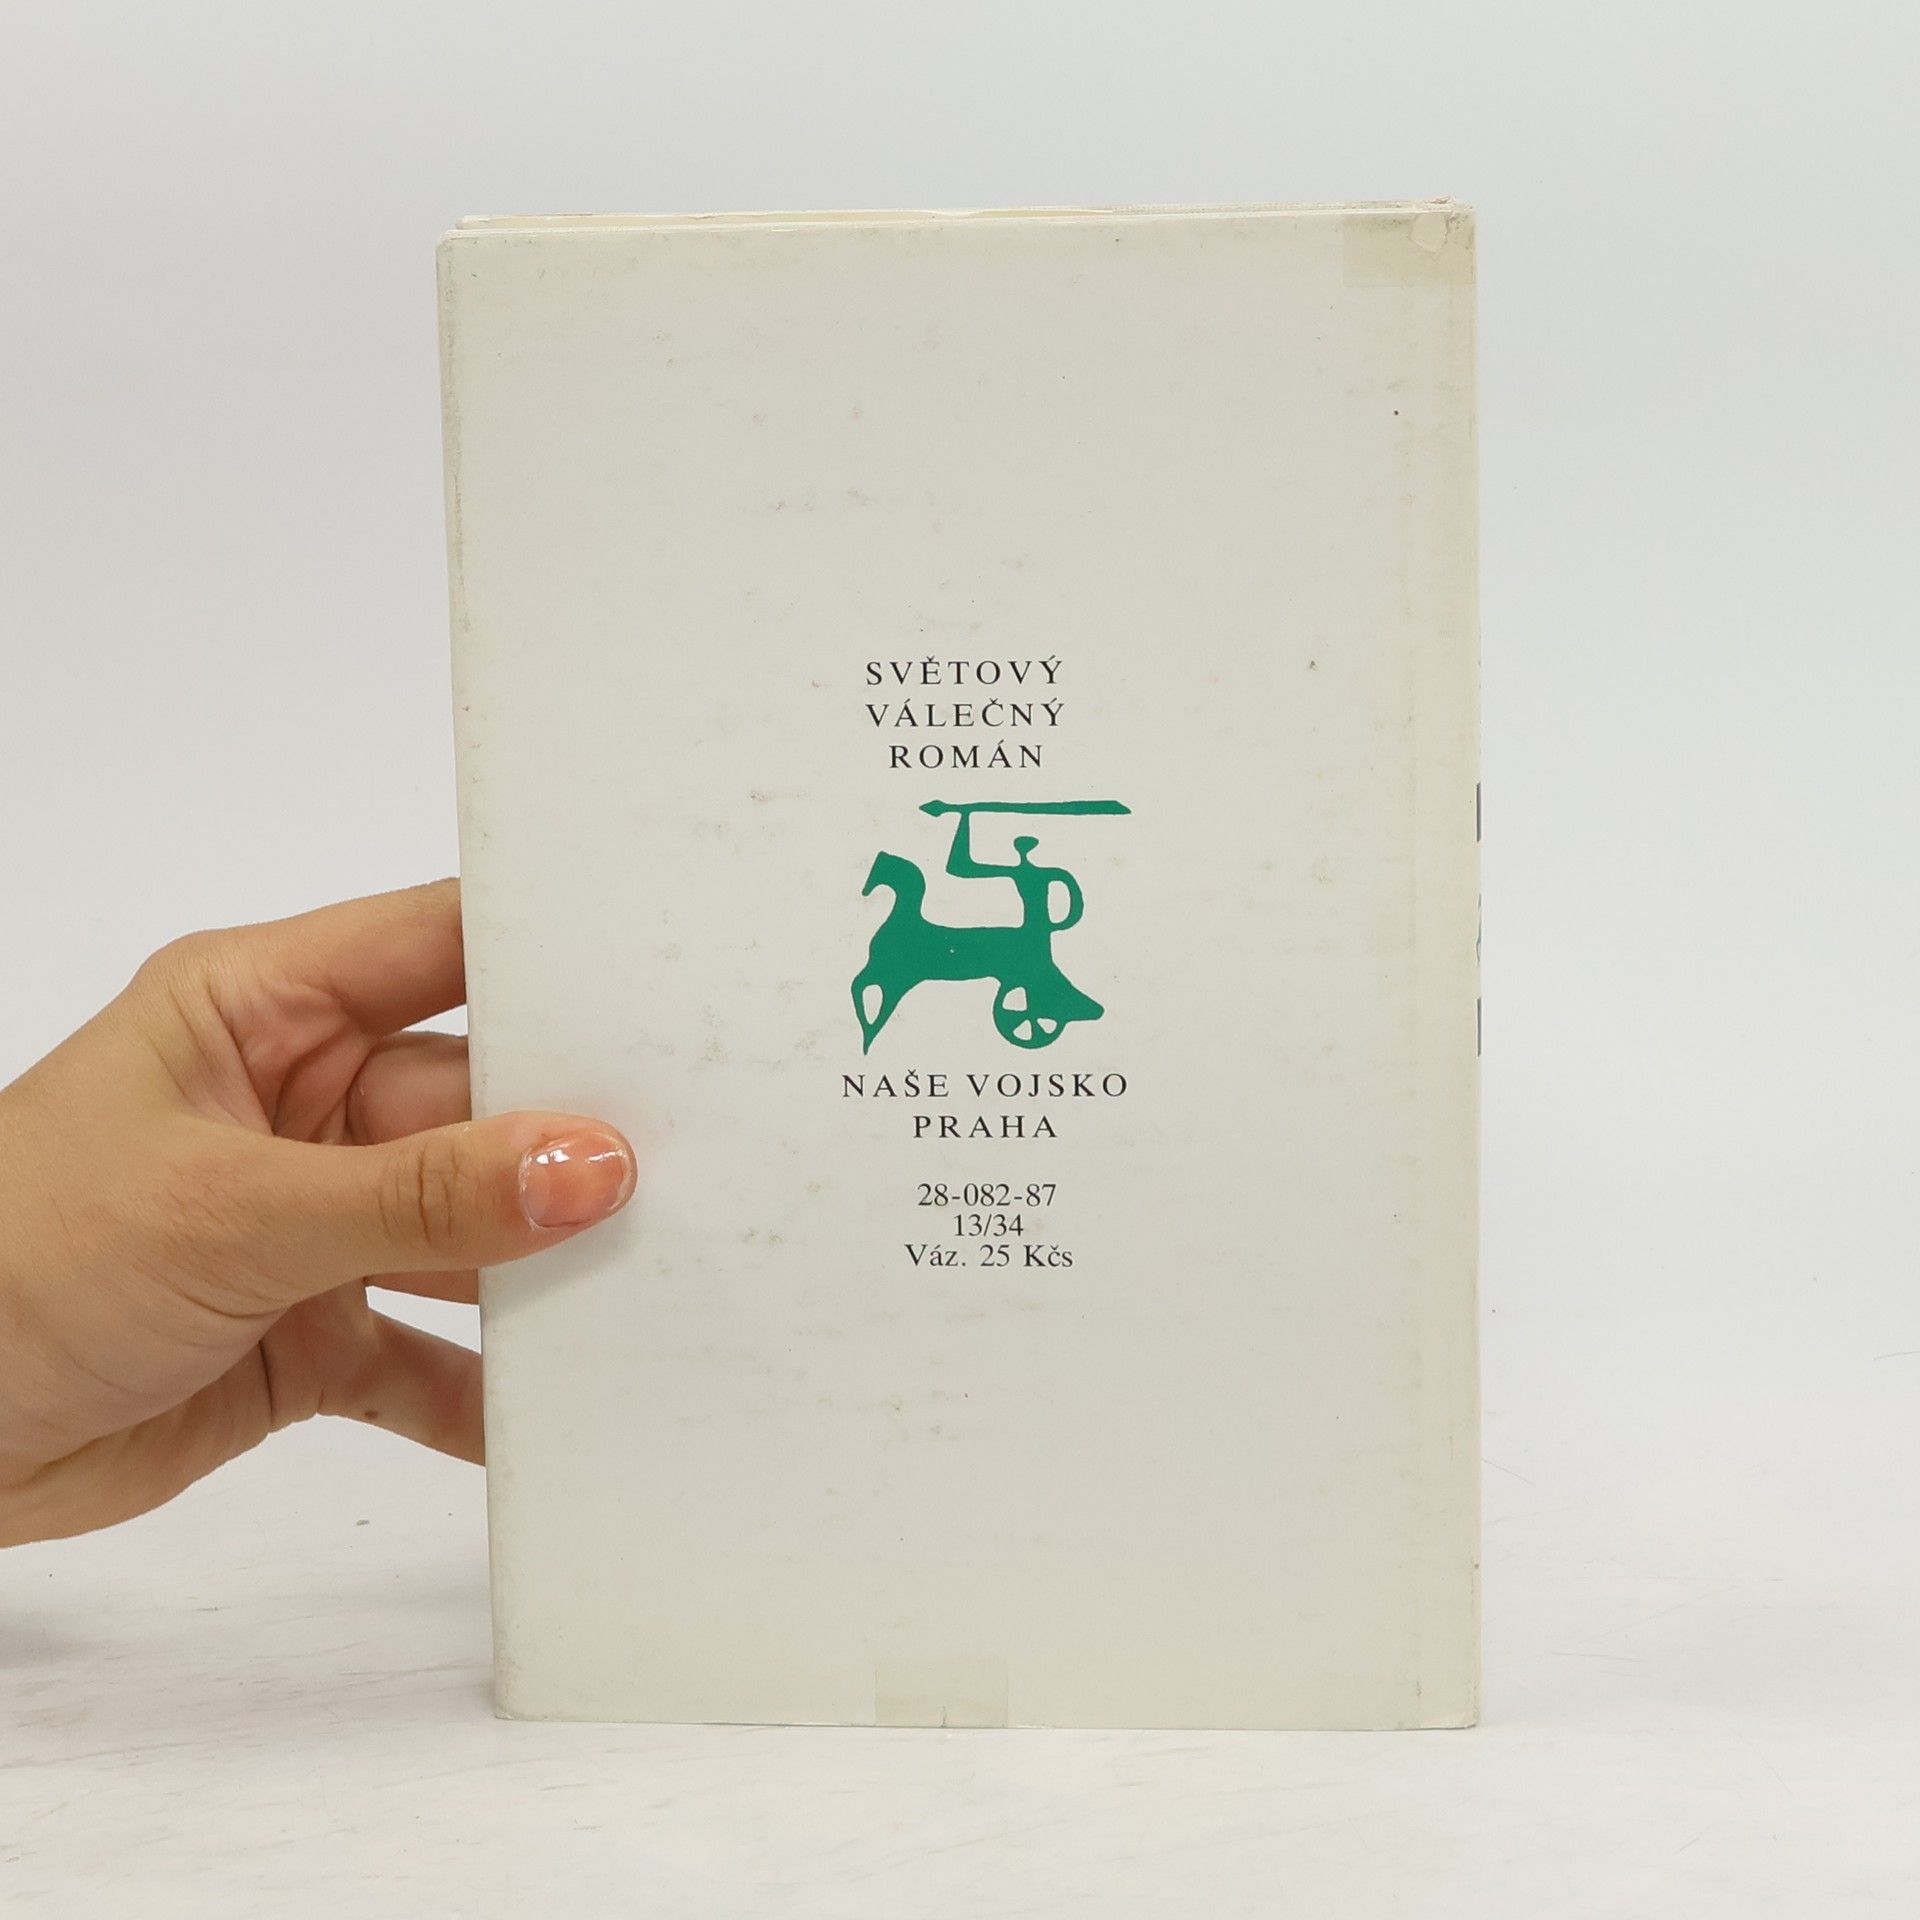 SVĚTOVÝ
VÁLEČNÝ
ROMÁN
NAŠE VOJSKO
PRAHA
28-082-87
13/34
Váz. 25 Kčs